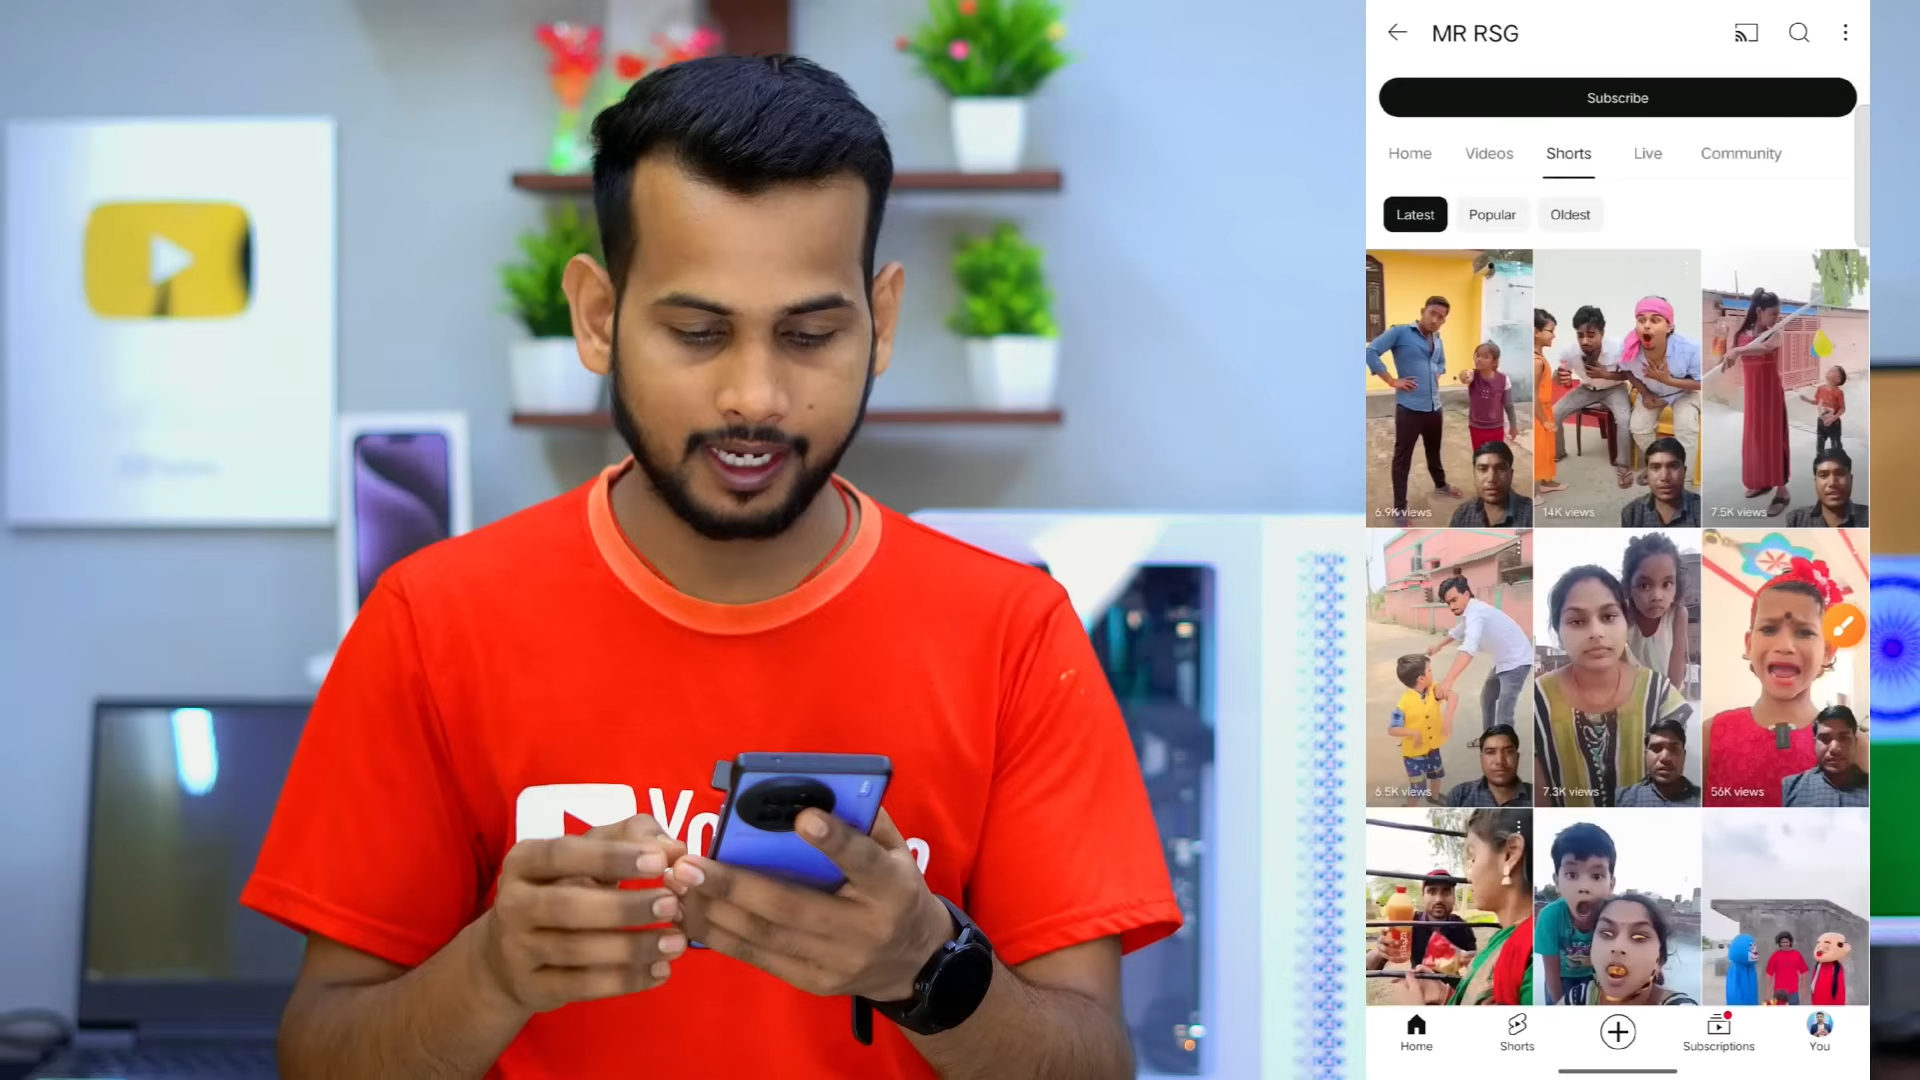 MR RSG
Subscribe
Home Videos Shorts Live Community
Latest Popular Oldest
6.9K views 14K views 7.5K views
6.5K views 7.3K views 56K views
Home Shorts Subscriptions You